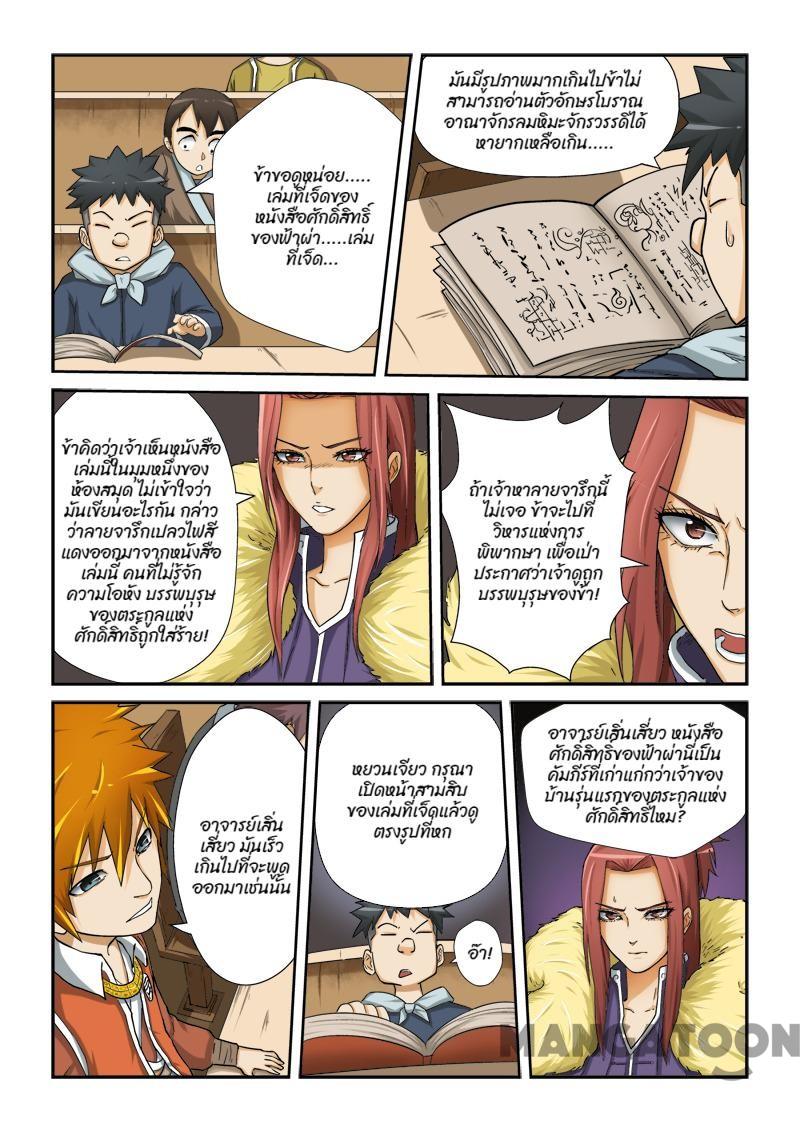 ข้าขอดูหน่อย.....
เล่มที่เจ็ดของ
หนังสือศักดิ์สิทธิ์
ของฟ้าผ่า.....เล่ม
ที่เจ็ด...
มันมีรูปภาพมากเกินไปข้าไม่
สามารถอ่านตัวอักษรโบราณ
อาณาจักรลมหิมะจักรวรรดิได้
หายากเหลือเกิน.....
ข้าคิดว่าเจ้าเห็นหนังสือ
เล่มนี้ในมุมหนึ่งของ
ห้องสมุด ไม่เข้าใจว่า
มันเขียนอะไรกัน กล่าว
ว่าลายจารึกเปลวไฟสี
แดงออกมาจากหนังสือ
เล่มนี้ คนที่ไม่รู้จัก
ความโอหัง บรรพบุรุษ
ของตระกูลแห่ง
ศักดิ์สิทธิ์ถูกใส่ร้าย!
ถ้าเจ้าหาลายจารึกนี้
ไม่เจอ ข้าจะไปที่
วิหารแห่งการ
พิพากษา เพื่อเป่า
ประกาศว่าเจ้าดูถูก
บรรพบุรุษของข้า!
อาจารย์เสิ่น
เสี่ยว มันเร็ว
เกินไปที่จะพูด
ออกมาเช่นนั้น
หยวนเจียว กรุณา
เปิดหน้าสามสิบ
ของเล่มที่เจ็ดแล้วดู
ตรงรูปที่หก
อ๊า!
อาจารย์เสิ่นเสี่ยว หนังสือ
ศักดิ์สิทธิ์ของฟ้าผ่านี้เป็น
คัมภีร์ที่เก่าแก่กว่าเจ้าของ
บ้านรุ่นแรกของตระกูลแห่ง
ศักดิ์สิทธิ์ไหม?
MANGATOON